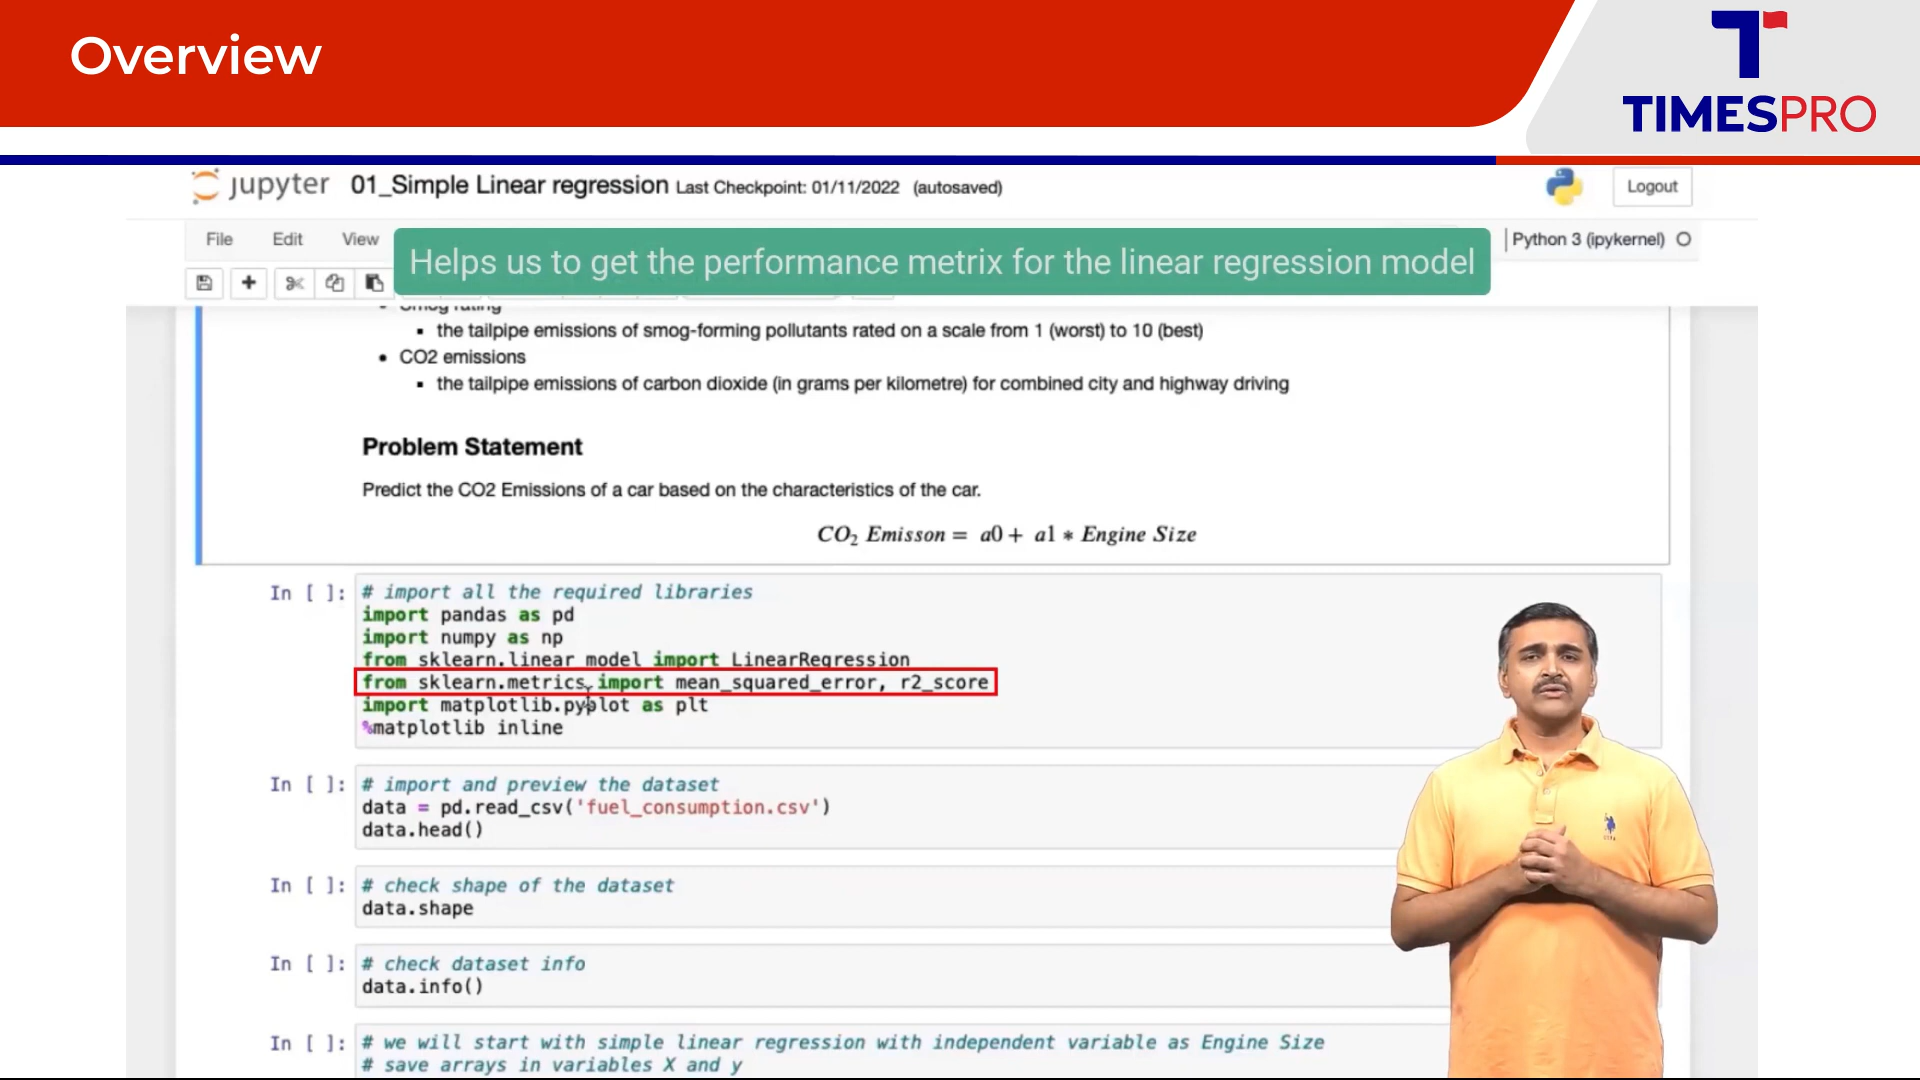 Overview
TIMESPRO
jupyter 01_Simple Linear regression Last Checkpoint: 01/11/2022 (autosaved)
Logout
File Edit View
Helps us to get the performance metrix for the linear regression model
Python 3 (ipykernel)
Smog rating
the tailpipe emissions of smog-forming pollutants rated on a scale from 1 (worst) to 10 (best)
CO2 emissions
the tailpipe emissions of carbon dioxide (in grams per kilometre) for combined city and highway driving
Problem Statement
Predict the CO2 Emissions of a car based on the characteristics of the car.
CO₂ Emisson = a0 + a1 * Engine Size
In [ ]: # import all the required libraries
import pandas as pd
import numpy as np
from sklearn.linear_model import LinearRegression
from sklearn.metrics import mean_squared_error, r2_score
import matplotlib.pyplot as plt
%matplotlib inline
In [ ]: # import and preview the dataset
data = pd.read_csv('fuel_consumption.csv')
data.head()
In [ ]: # check shape of the dataset
data.shape
In [ ]: # check dataset info
data.info()
In [ ]: # we will start with simple linear regression with independent variable as Engine Size
# save arrays in variables X and y